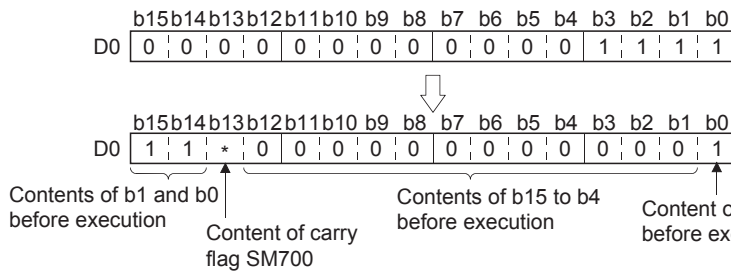 b15 b14 b13 b12 b11 b10 b9 b8 b7 b6 b5 b4 b3 b2 b1 b0
D0 0 0 0 0 0 0 0 0 0 0 0 0 1 1 1 1
b15 b14 b13 b12 b11 b10 b9 b8 b7 b6 b5 b4 b3 b2 b1 b0
D0 1 1 * 0 0 0 0 0 0 0 0 0 0 0 0 1
Contents of b1 and b0
before execution
Content of carry
flag SM700
Contents of b15 to b4
before execution
Content
before